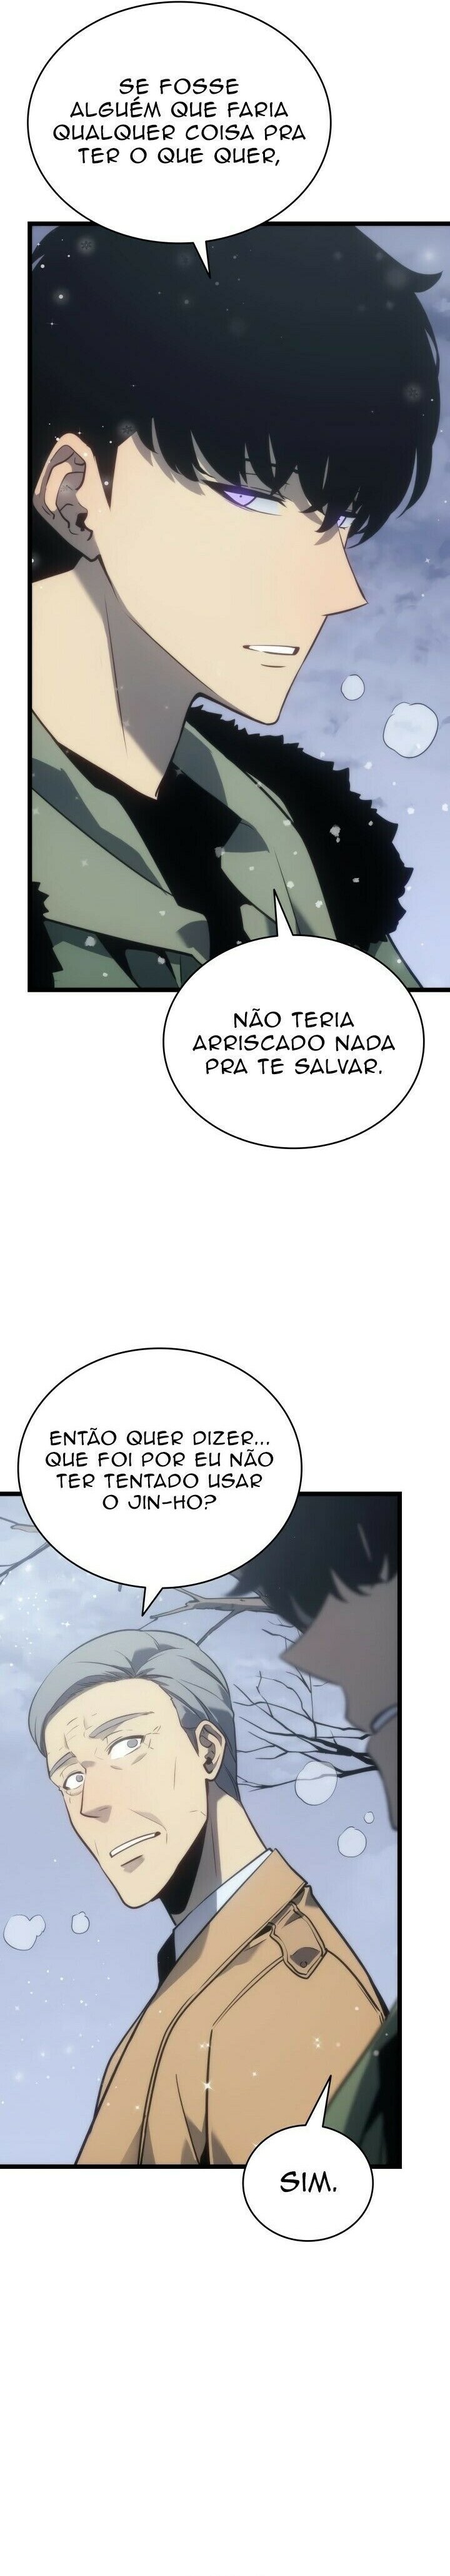 SE FOSSE
ALGUÉM QUE FARIA
QUALQUER COISA PRA
TER O QUE QUER,
NÃO TERIA
ARRISCADO NADA
PRA TE SALVAR.
ENTÃO QUER DIZER...
QUE FOI POR EU NÃO
TER TENTADO USAR
O JIN-HO?
SIM.